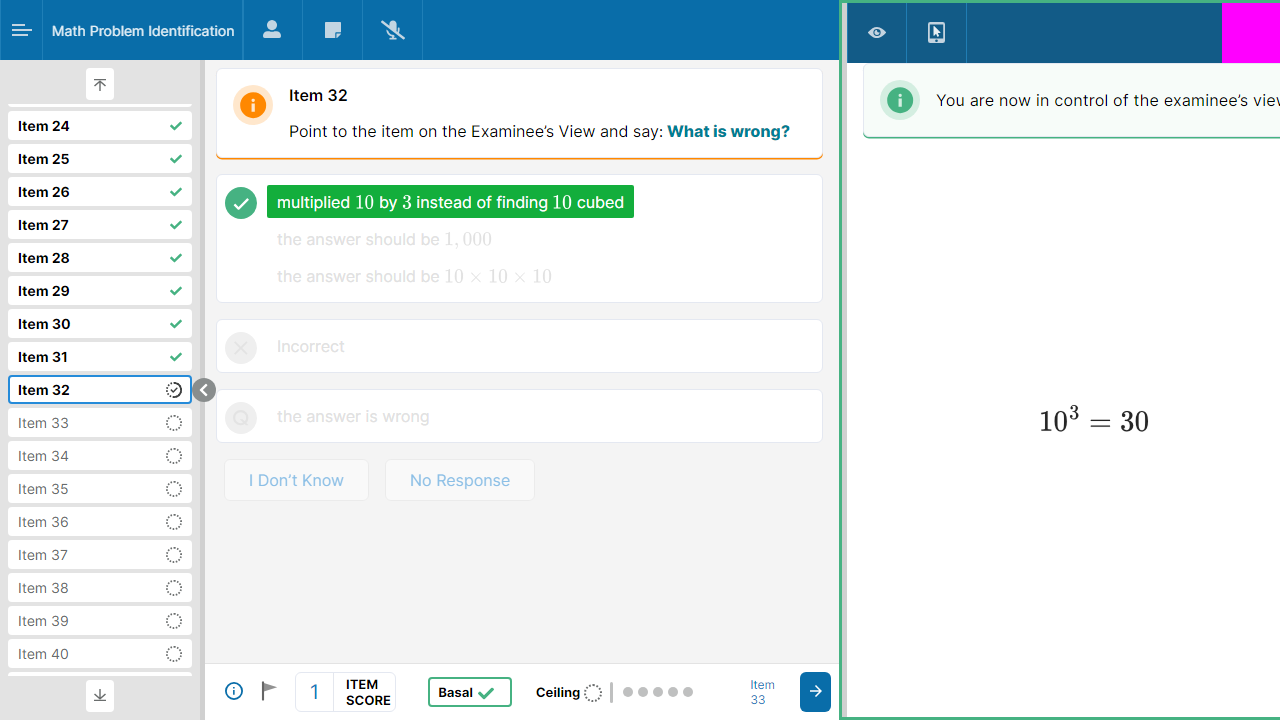 Math Problem Identification
Item 24
Item 25
Item 26
Item 27
Item 28
Item 29
Item 30
Item 31
Item 32
Item 33
Item 34
Item 35
Item 36
Item 37
Item 38
Item 39
Item 40
Item 32
Point to the item on the Examinee's View and say: What is wrong?
multiplied 10 by 3 instead of finding 10 cubed
the answer should be 1,000
the answer should be 10 × 10 × 10
Incorrect
Q the answer is wrong
I Don't Know
No Response
1 ITEM SCORE
Basal
Ceiling
Item 33
You are now in control of the examinee's view
10³ = 30